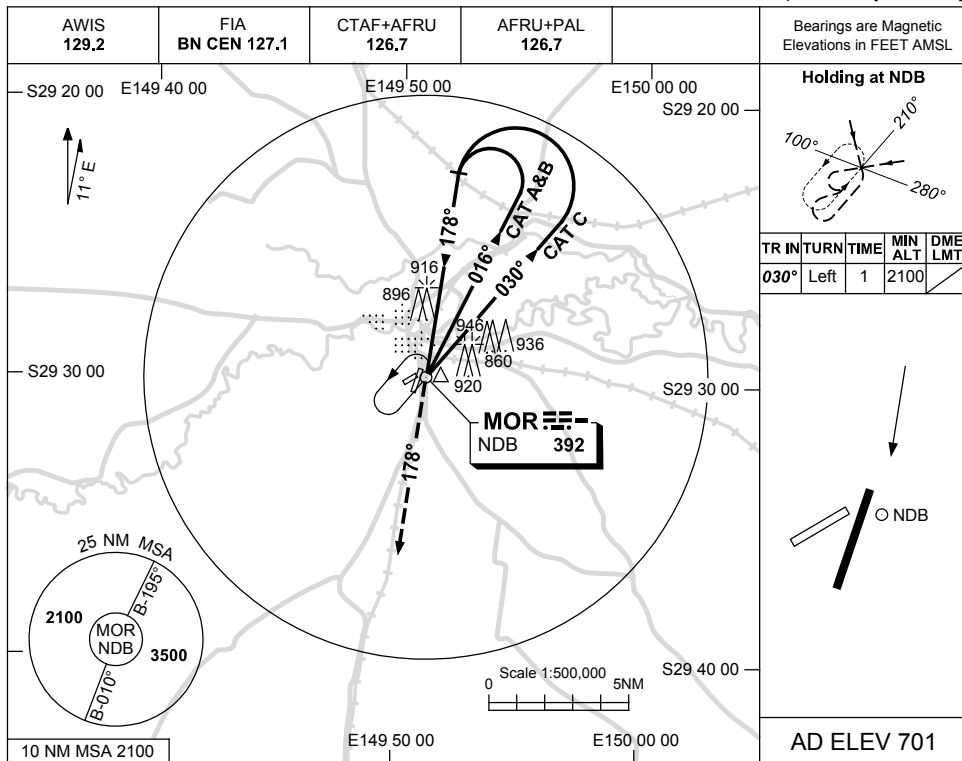 AWIS
129.2
FIA
BN CEN 127.1
CTAF+AFRU
126.7
AFRU+PAL
126.7
Bearings are Magnetic
Elevations in FEET AMSL
S29 20 00
E149 40 00
E149 50 00
E150 00 00
S29 20 00
11° E
178°
016°
CAT A&B
030°
CAT C
916
896
946
936
860
920
S29 30 00
S29 30 00
MOR
NDB 392
178°
25 NM MSA
2100
B-195°
MOR
NDB
3500
B-010°
S29 40 00
Scale 1:500,000
0 5NM
10 NM MSA 2100
E149 50 00
E150 00 00
Holding at NDB
210°
100°
280°
TR IN TURN TIME MIN ALT DME LMT
030° Left 1 2100
NDB
AD ELEV 701